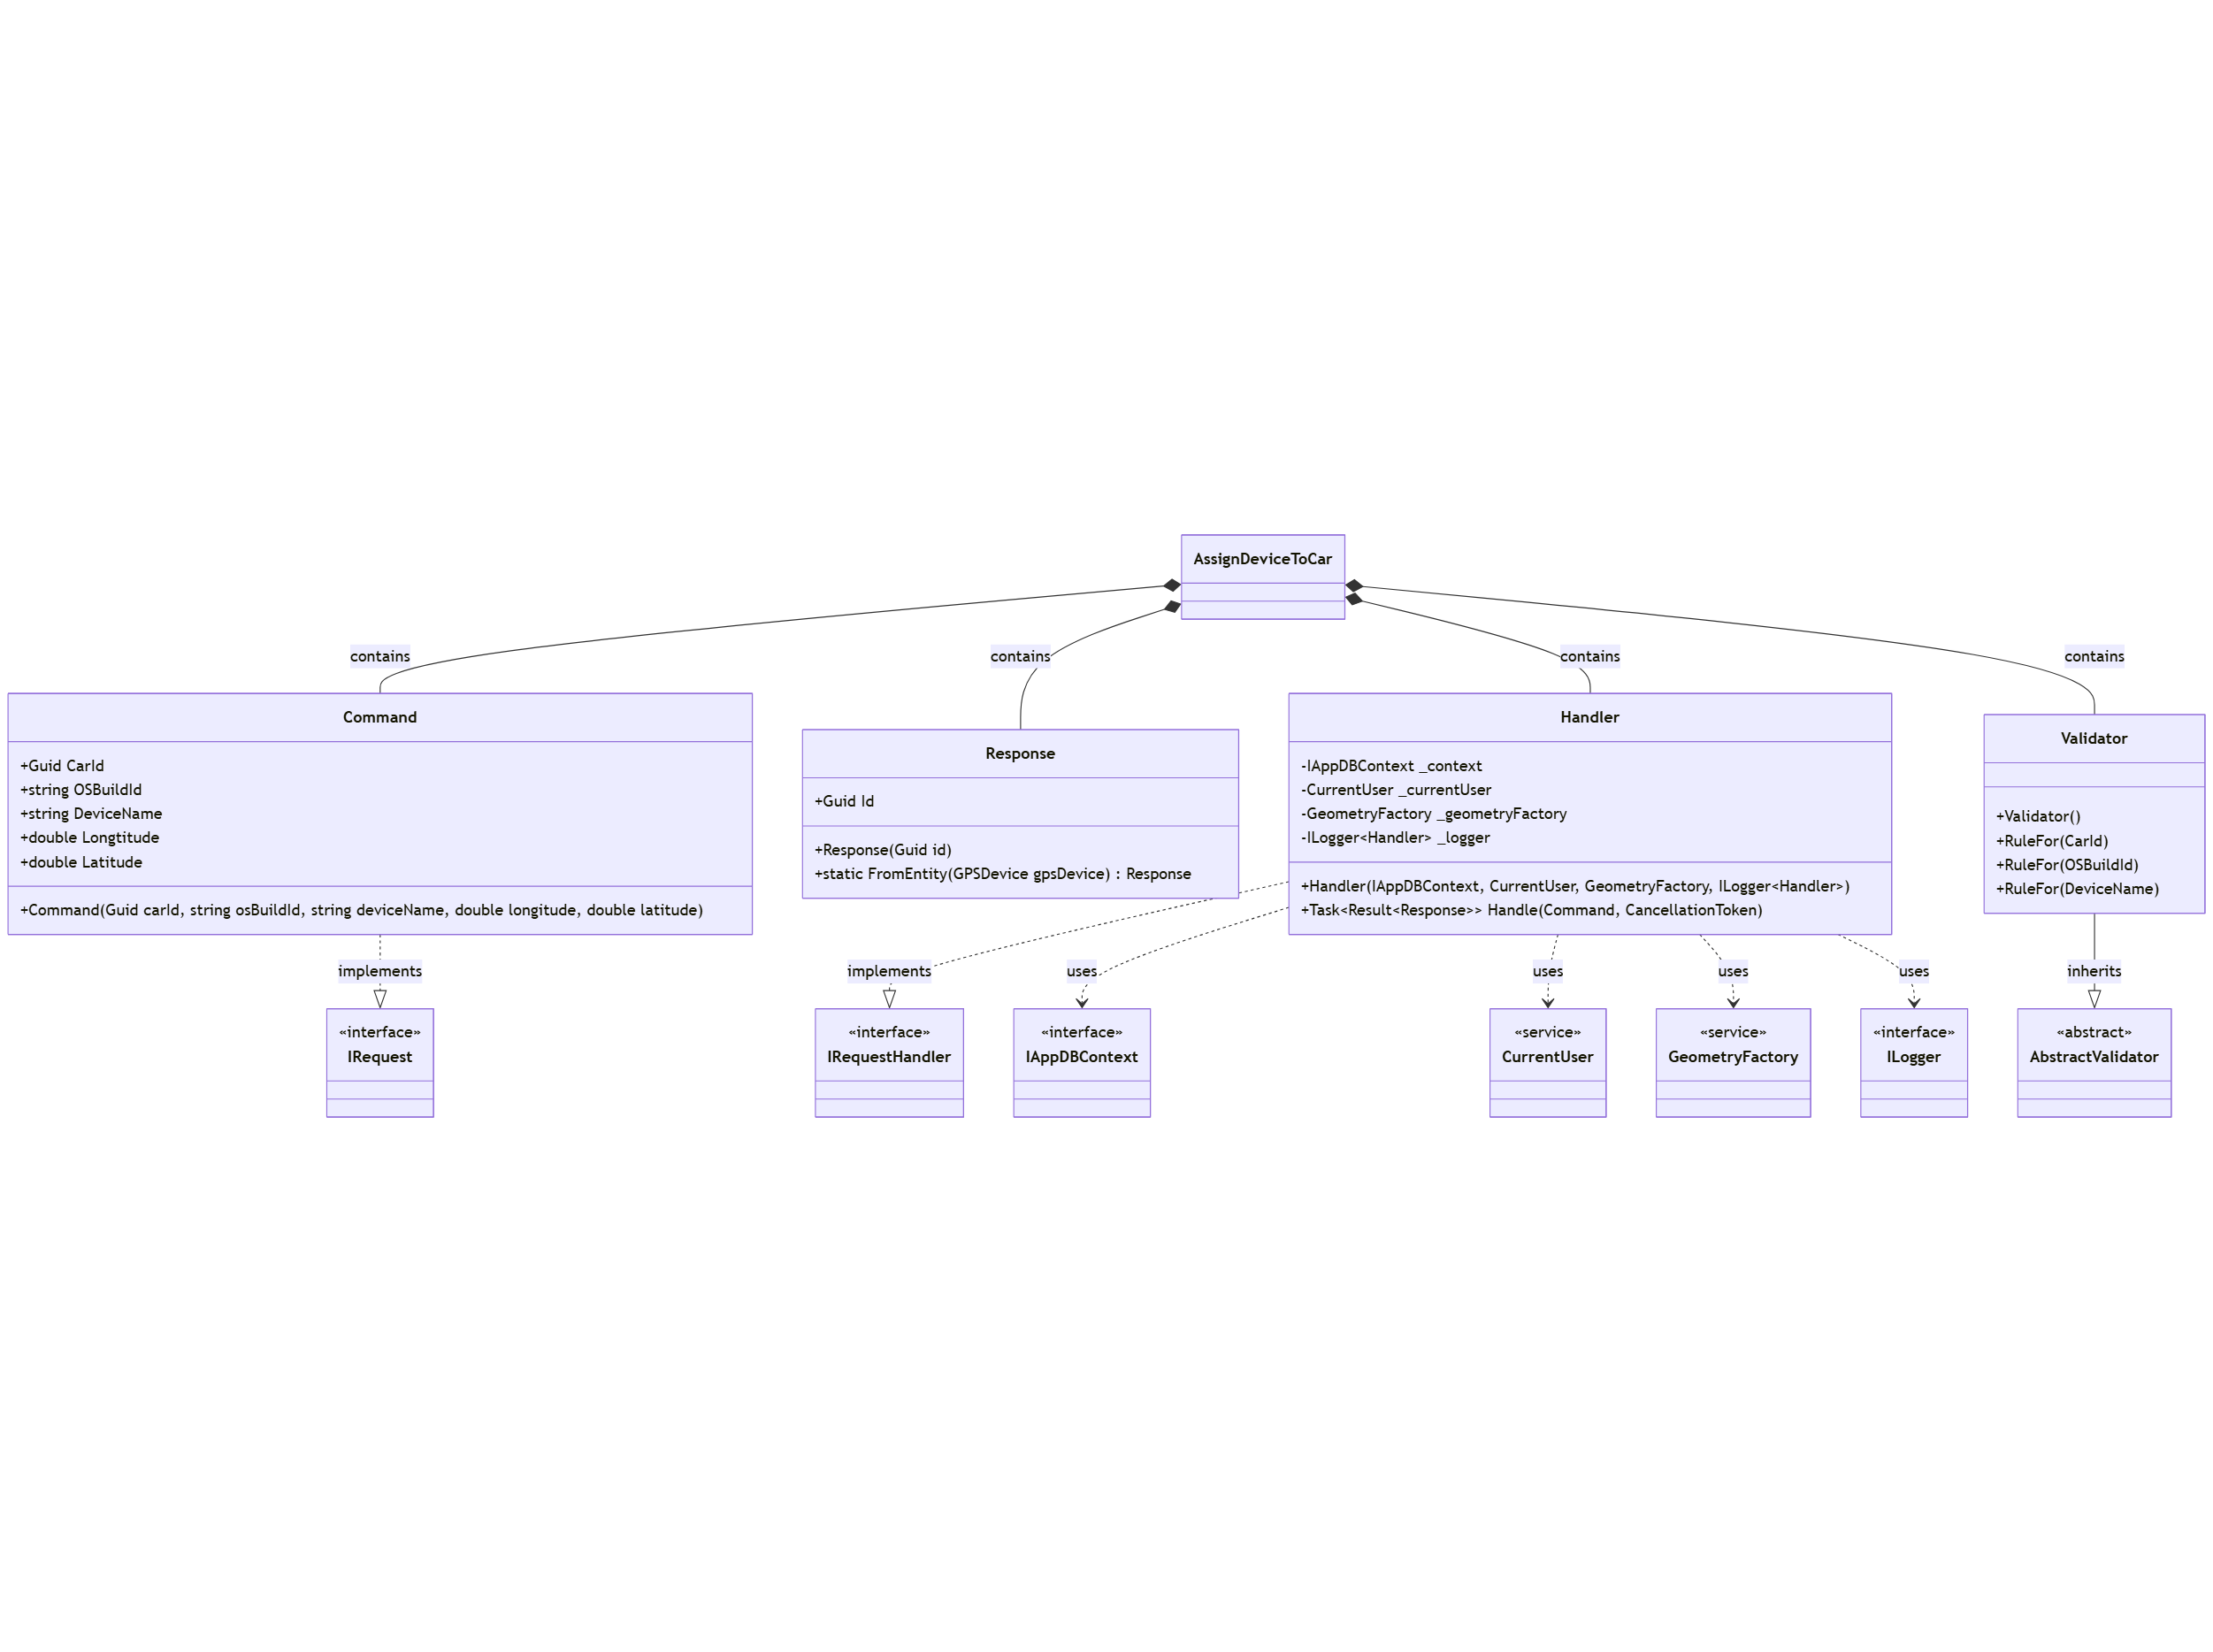 AssignDeviceToCar
contains
contains
contains
contains
Command
+Guid CarId
+string OSBuildId
+string DeviceName
+double Longtitude
+double Latitude
+Command(Guid carId, string osBuildId, string deviceName, double longitude, double latitude)
Response
+Guid Id
+Response(Guid id)
+static FromEntity(GPSDevice gpsDevice) : Response
Handler
-IAppDBContext _context
-CurrentUser _currentUser
-GeometryFactory _geometryFactory
-ILogger<Handler> _logger
+Handler(IAppDBContext, CurrentUser, GeometryFactory, ILogger<Handler>)
+Task<Result<Response>> Handle(Command, CancellationToken)
Validator
+Validator()
+RuleFor(CarId)
+RuleFor(OSBuildId)
+RuleFor(DeviceName)
implements
implements
uses
uses
uses
uses
inherits
«interface»
IRequest
«interface»
IRequestHandler
«interface»
IAppDBContext
«service»
CurrentUser
«service»
GeometryFactory
«interface»
ILogger
«abstract»
AbstractValidator